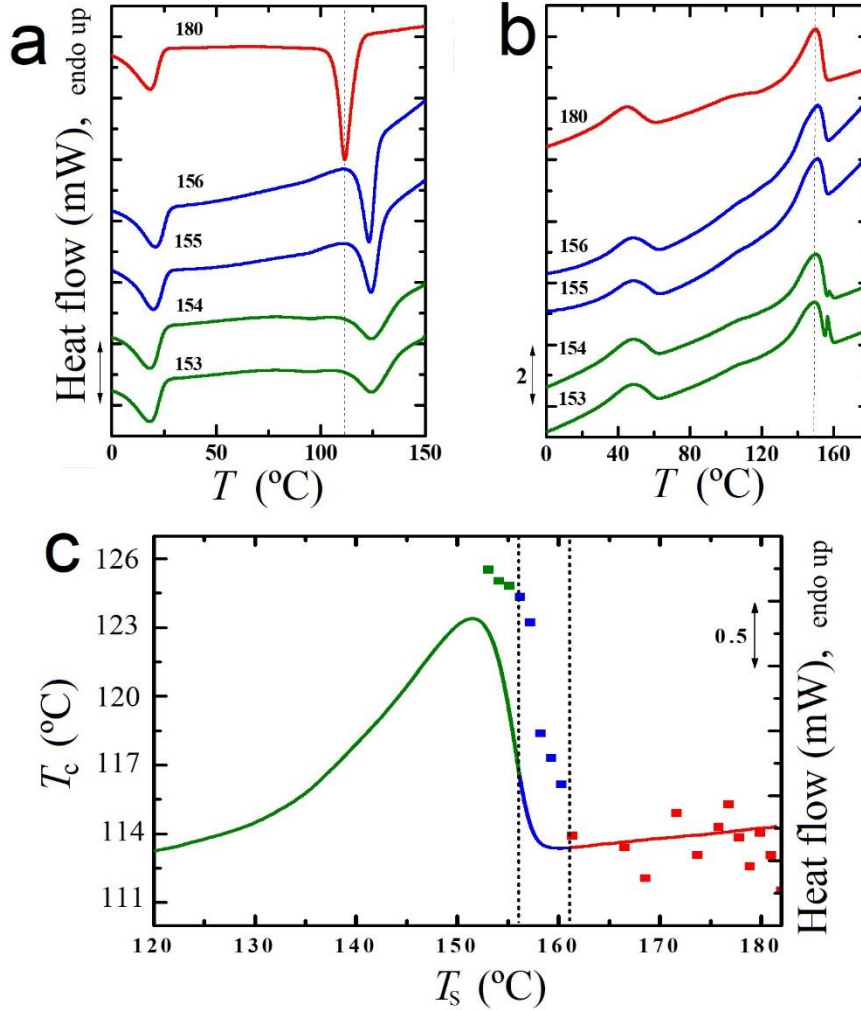 a
Heat flow (mW), endo up
180
156
155
154
153
0 50 100 150
T (ºC)
b
180
156
155
154
153
2
0 40 80 120 160
T (ºC)
c
126
123
120
117
114
111
Tc (ºC)
120 130 140 150 160 170 180
Ts (ºC)
0.5
Heat flow (mW), endo up